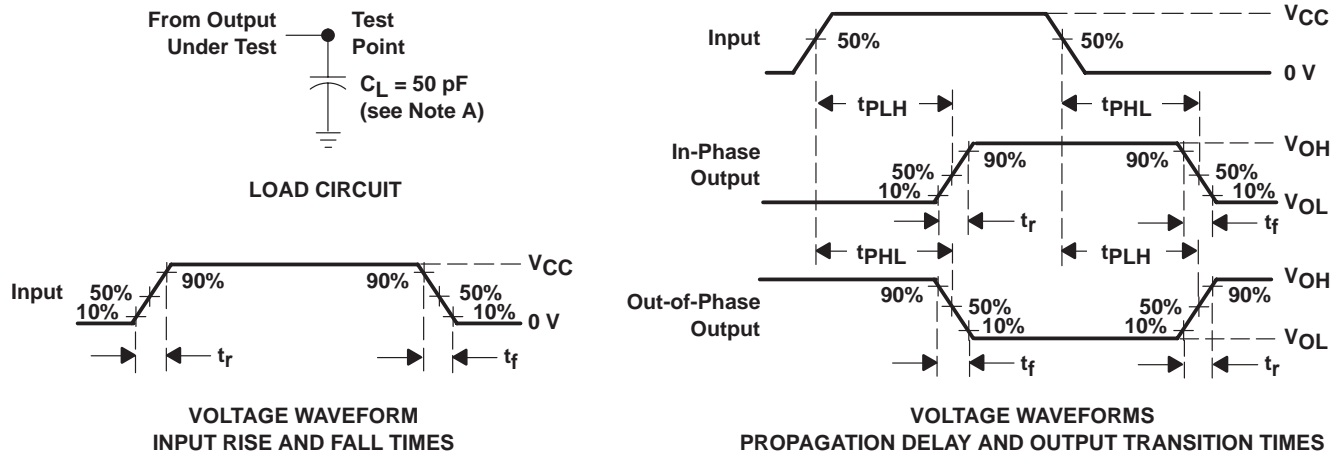 From Output
Under Test
Test
Point
CL = 50 pF
(see Note A)
LOAD CIRCUIT
Input
50%
10%
90%
90%
50%
10%
VCC
0 V
tr
tf
VOLTAGE WAVEFORM
INPUT RISE AND FALL TIMES
Input
50%
50%
VCC
0 V
tPLH
tPHL
In-Phase
Output
50%
10%
90%
90%
50%
10%
VOH
VOL
tr
tf
tPHL
tPLH
Out-of-Phase
Output
90%
50%
10%
50%
10%
90%
VOH
VOL
tf
tr
VOLTAGE WAVEFORMS
PROPAGATION DELAY AND OUTPUT TRANSITION TIMES